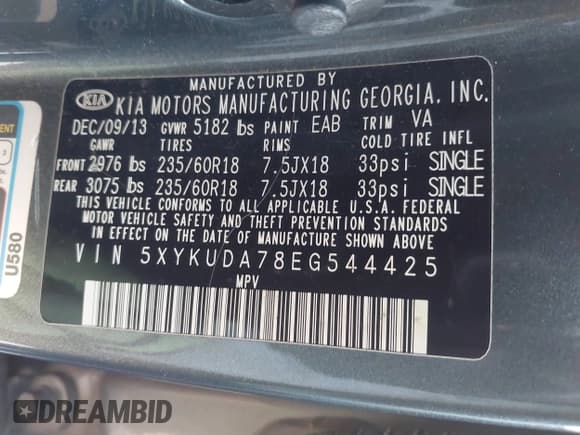 MANUFACTURED BY
KIA KIA MOTORS MANUFACTURING GEORGIA, INC.
DEC/09/13 GVWR 5182 lbs PAINT EAB TRIM VA
GAWR TIRES RIMS COLD TIRE INFL
FRONT 2976 lbs 235/60R18 7.5JX18 33psi SINGLE
REAR 3075 lbs 235/60R18 7.5JX18 33psi SINGLE
THIS VEHICLE CONFORMS TO ALL APPLICABLE U.S.A. FEDERAL
MOTOR VEHICLE SAFETY AND THEFT PREVENTION STANDARDS
IN EFFECT ON THE DATE OF MANUFACTURE SHOWN ABOVE.
VIN 5XYKUDA78EG544425
MPV
U580
DREAMBID